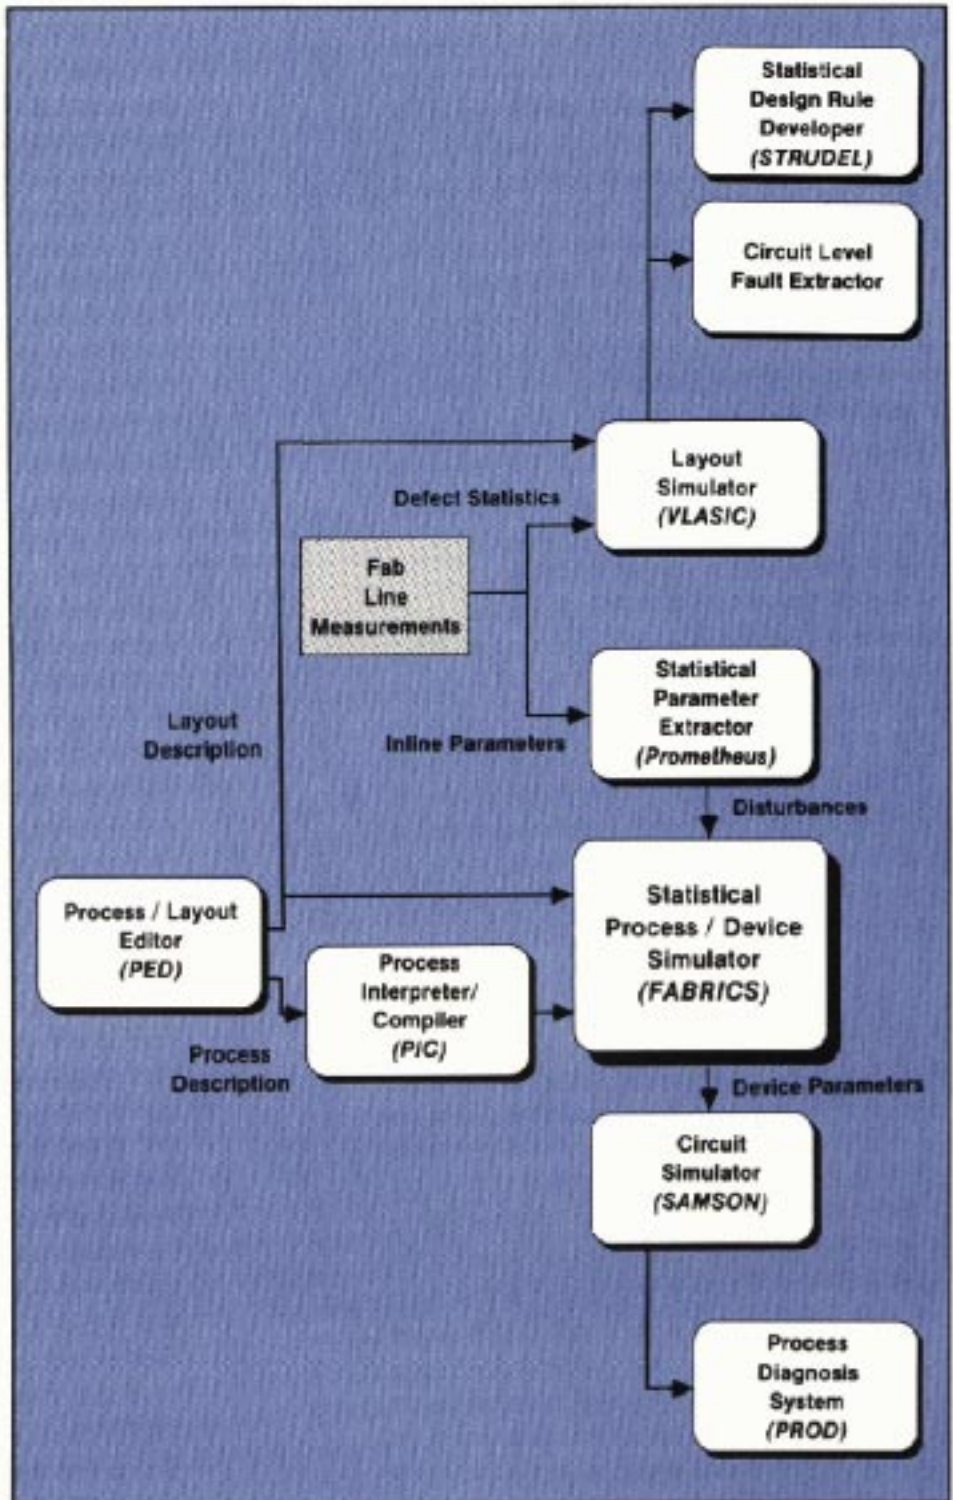 Statistical
Design Rule
Developer
(STRUDEL)
Circuit Level
Fault Extractor
Layout
Simulator
(VLASIC)
Defect Statistics
Fab
Line
Measurements
Statistical
Parameter
Extractor
(Prometheus)
Layout
Description
Inline Parameters
Disturbances
Process / Layout
Editor
(PED)
Statistical
Process / Device
Simulator
(FABRICS)
Process
Interpreter/
Compiler
(PIC)
Process
Description
Device Parameters
Circuit
Simulator
(SAMSON)
Process
Diagnosis
System
(PROD)